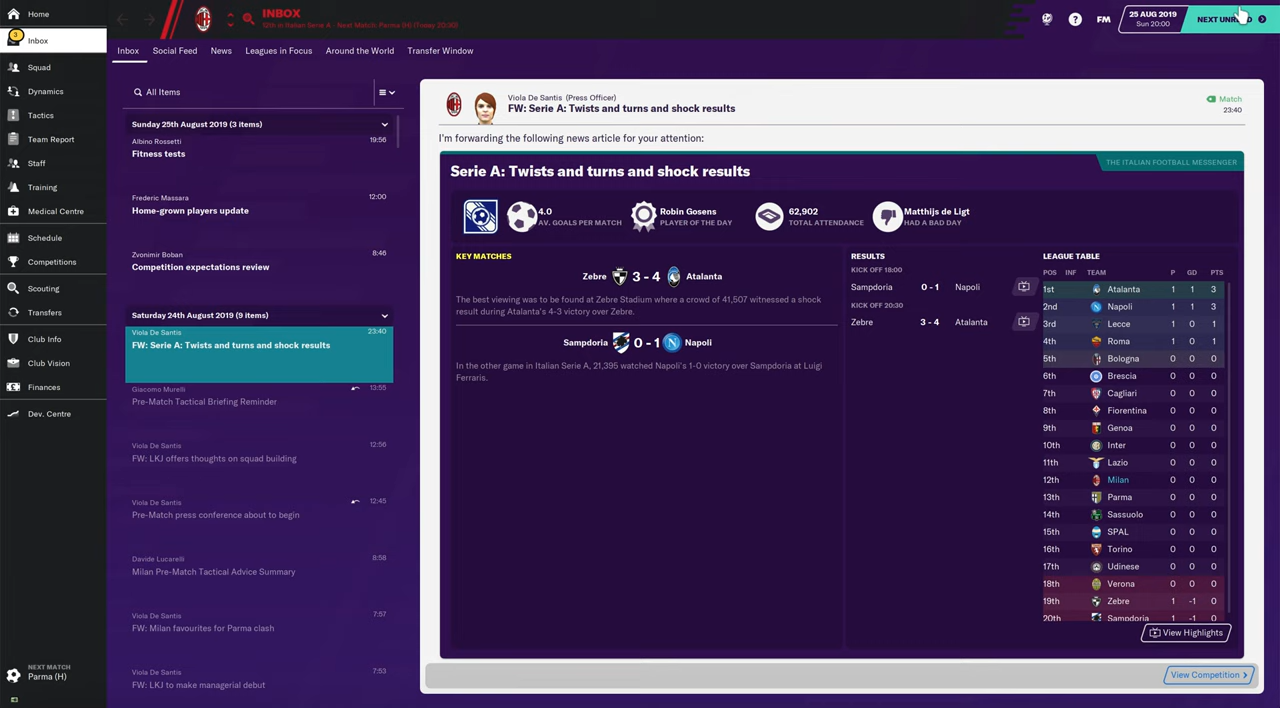 Home
3
Inbox
Squad
Dynamics
Tactics
Team Report
Staff
Training
Medical Centre
Schedule
Competitions
Scouting
Transfers
Club Info
Club Vision
Finances
Dev. Centre
NEXT MATCH
Parma (H)
INBOX
12th in Italian Serie A - Next Match: Parma (H) (Today 20:30)
?
FM
25 AUG 2019
Sun 20:00
Inbox Social Feed News Leagues in Focus Around the World Transfer Window
All Items
Sunday 25th August 2019 (3 items)
Albino Rossetti 19:56
Fitness tests
Frederic Massara 12:00
Home-grown players update
Zvonimir Boban 8:46
Competition expectations review
Saturday 24th August 2019 (9 items)
Viola De Santis 23:40
FW: Serie A: Twists and turns and shock results
Giacomo Murelli 13:55
Pre-Match Tactical Briefing Reminder
Viola De Santis 12:56
FW: LKJ offers thoughts on squad building
Viola De Santis 12:45
Pre-Match press conference about to begin
Davide Lucarelli 8:58
Milan Pre-Match Tactical Advice Summary
Viola De Santis 7:57
FW: Milan favourites for Parma clash
Viola De Santis 7:53
FW: LKJ to make managerial debut
Viola De Santis (Press Officer)
FW: Serie A: Twists and turns and shock results
Match
23:40
I'm forwarding the following news article for your attention:
THE ITALIAN FOOTBALL MESSENGER
Serie A: Twists and turns and shock results
4.0
AV. GOALS PER MATCH
Robin Gosens
PLAYER OF THE DAY
62,902
TOTAL ATTENDANCE
Matthijs de Ligt
HAD A BAD DAY
KEY MATCHES
Zebre 3 - 4 Atalanta
The best viewing was to be found at Zebre Stadium where a crowd of 41,507 witnessed a shock
result during Atalanta's 4-3 victory over Zebre.
Sampdoria 0 - 1 Napoli
In the other game in Italian Serie A, 21,395 watched Napoli's 1-0 victory over Sampdoria at Luigi
Ferraris.
RESULTS
KICK OFF 18:00
Sampdoria 0 - 1 Napoli
KICK OFF 20:30
Zebre 3 - 4 Atalanta
LEAGUE TABLE
POS INF TEAM P GD PTS
1st Atalanta 1 1 3
2nd Napoli 1 1 3
3rd Lecce 1 0 1
4th Roma 1 0 1
5th Bologna 0 0 0
6th Brescia 0 0 0
7th Cagliari 0 0 0
8th Fiorentina 0 0 0
9th Genoa 0 0 0
10th Inter 0 0 0
11th Lazio 0 0 0
12th Milan 0 0 0
13th Parma 0 0 0
14th Sassuolo 0 0 0
15th SPAL 0 0 0
16th Torino 0 0 0
17th Udinese 0 0 0
18th Verona 0 0 0
19th Zebre 1 -1 0
20th Sampdoria 1 -1 0
View Highlights
View Competition